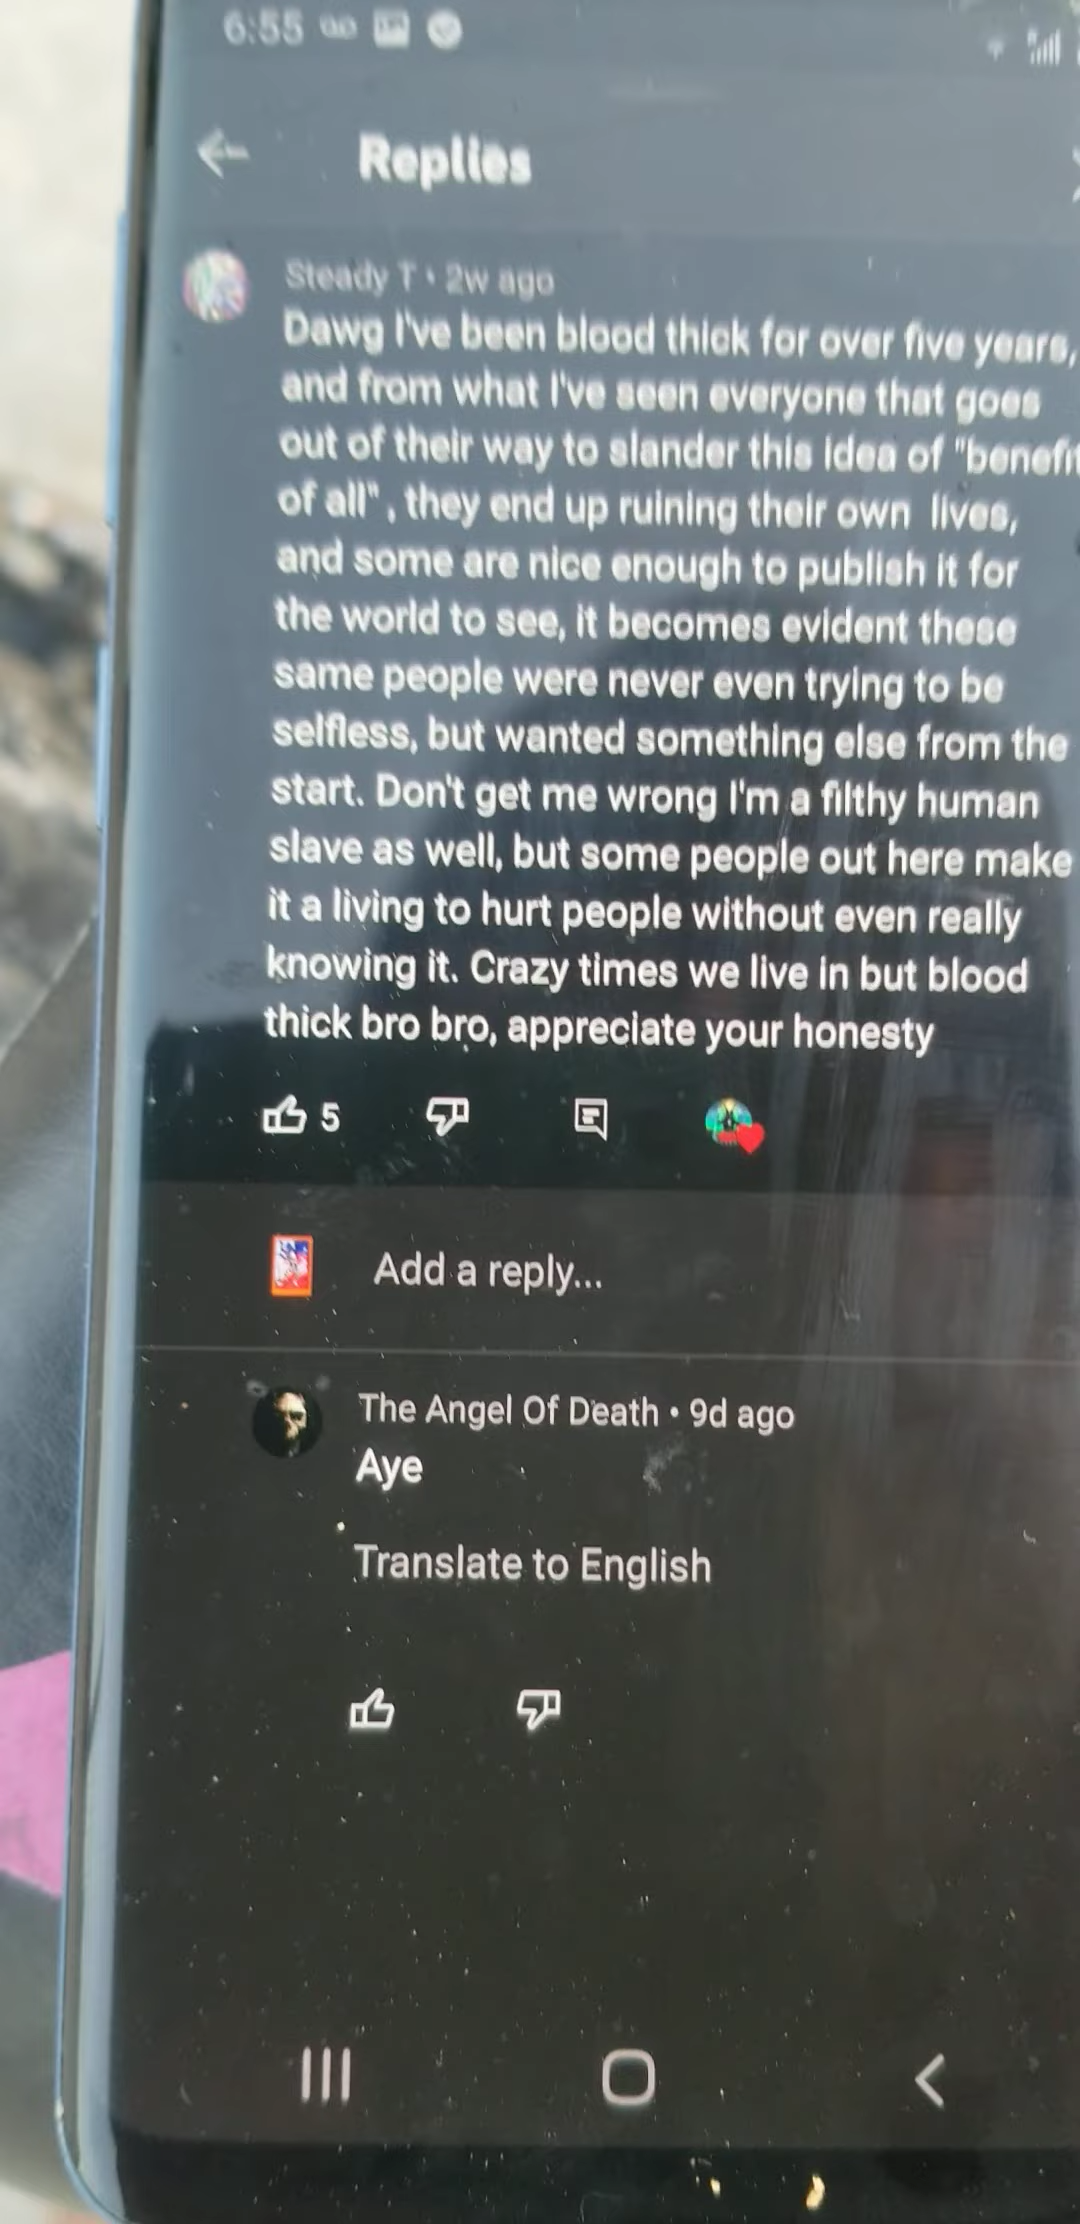 6:55
Replies
Steady T • 2w ago
Dawg I've been blood thick for over five years,
and from what I've seen everyone that goes
out of their way to slander this idea of "benefit
of all", they end up ruining their own lives,
and some are nice enough to publish it for
the world to see, it becomes evident these
same people were never even trying to be
selfless, but wanted something else from the
start. Don't get me wrong I'm a filthy human
slave as well, but some people out here make
it a living to hurt people without even really
knowing it. Crazy times we live in but blood
thick bro bro, appreciate your honesty
5
Add a reply...
The Angel Of Death • 9d ago
Aye
Translate to English